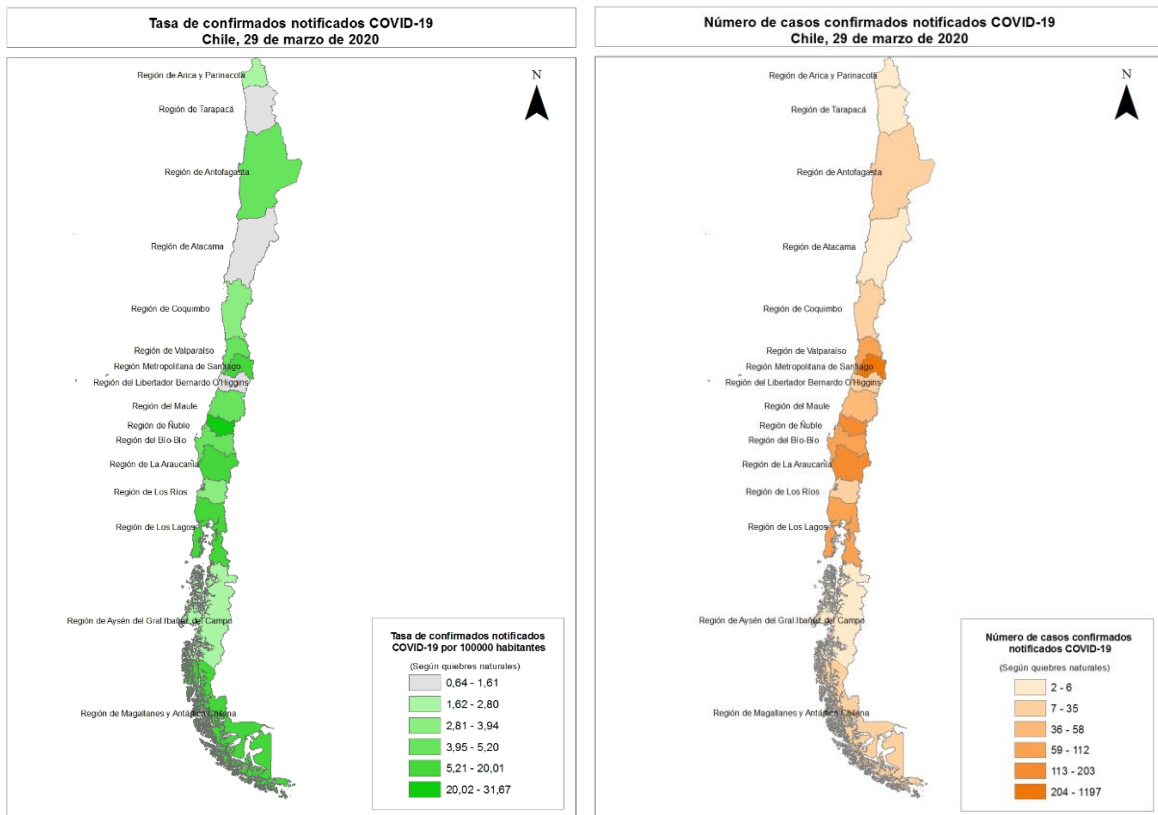 Tasa de confirmados notificados COVID-19
Chile, 29 de marzo de 2020
N
Región de Arica y Parinacota
Región de Tarapacá
Región de Antofagasta
Región de Atacama
Región de Coquimbo
Región de Valparaíso
Región Metropolitana de Santiago
Región del Libertador Bernardo O'Higgins
Región del Maule
Región de Ñuble
Región del Bío-Bío
Región de La Araucanía
Región de Los Ríos
Región de Los Lagos
Región de Aysén del Gral.Ibañez del Campo
Región de Magallanes y Antártica Chilena
Tasa de confirmados notificados
COVID-19 por 100000 habitantes
(Según quiebres naturales)
0,64 - 1,61
1,62 - 2,80
2,81 - 3,94
3,95 - 5,20
5,21 - 20,01
20,02 - 31,67
Número de casos confirmados notificados COVID-19
Chile, 29 de marzo de 2020
N
Región de Arica y Parinacota
Región de Tarapacá
Región de Antofagasta
Región de Atacama
Región de Coquimbo
Región de Valparaíso
Región Metropolitana de Santiago
Región del Libertador Bernardo O'Higgins
Región del Maule
Región de Ñuble
Región del Bío-Bío
Región de La Araucanía
Región de Los Ríos
Región de Los Lagos
Región de Aysén del Gral.Ibañez del Campo
Región de Magallanes y Antártica Chilena
Número de casos confirmados
notificados COVID-19
(Según quiebres naturales)
2 - 6
7 - 35
36 - 58
59 - 112
113 - 203
204 - 1197